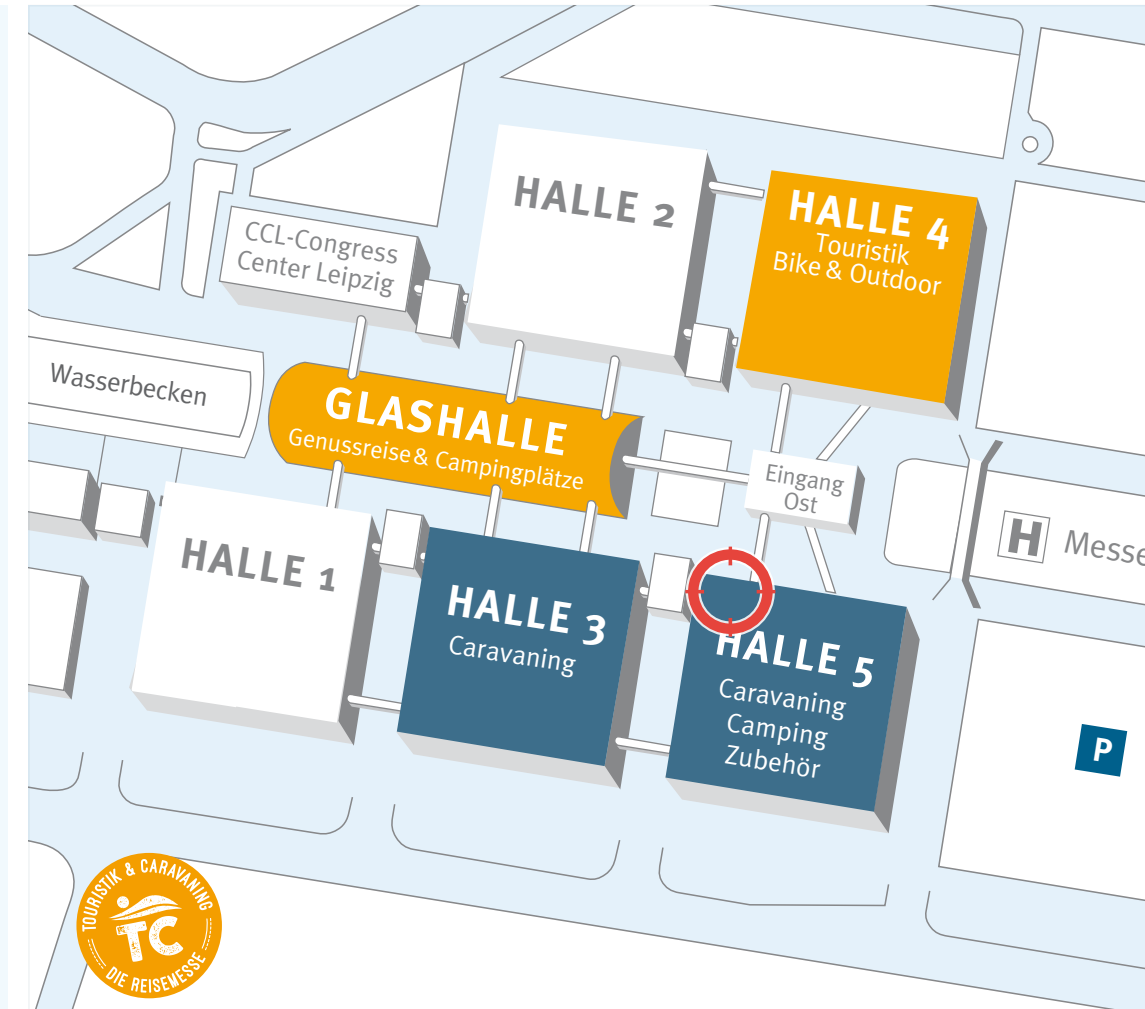 HALLE 2
HALLE 4
Touristik
Bike & Outdoor
CCL-Congress
Center Leipzig
Wasserbecken
GLASHALLE
Genussreise & Campingplätze
Eingang
Ost
H Messe
HALLE 1
HALLE 3
Caravaning
HALLE 5
Caravaning
Camping
Zubehör
P
TOURISTIK & CARAVANING
TC
DIE REISEMESSE